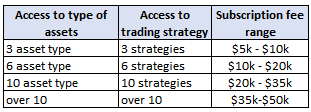 Access to type of assets Access to trading strategy Subscription fee range
3 asset type 3 strategies $5k - $10k
6 asset type 6 strategies $10k - $20k
10 asset type 10 strategies $20k - $35k
over 10 over 10 $35k-$50k